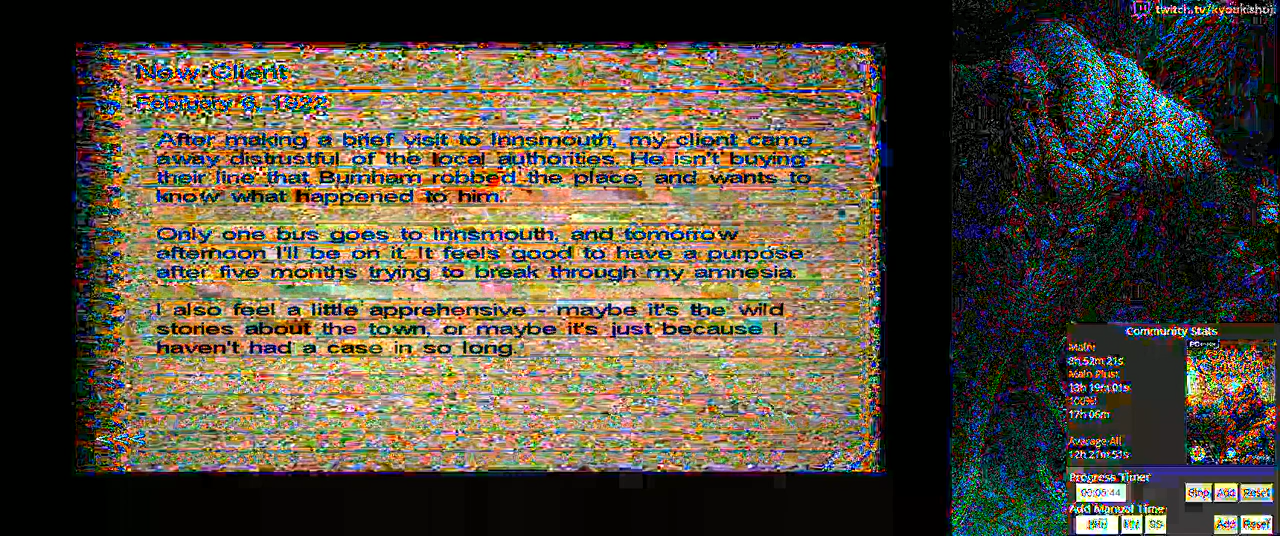 twitch.tv/kyoukishoji
New Client
February 6, 1922
After making a brief visit to Innsmouth, my client came
away distrustful of the local authorities. He isn't buying
their line that Burnham robbed the place, and wants to
know what happened to him.
Only one bus goes to Innsmouth, and tomorrow
afternoon I'll be on it. It feels good to have a purpose
after five months trying to break through my amnesia.
I also feel a little apprehensive - maybe it's the wild
stories about the town, or maybe it's just because I
haven't had a case in so long.
<<<
Community Stats
Main:
8h 52m 21s
Main Plus:
13h 19m 01s
100%:
17h 06m
Average All:
12h 27m 51s
Progress Timer
00:06:44
Stop Add Reset
Add Manual Time
HH MM SS Add Reset